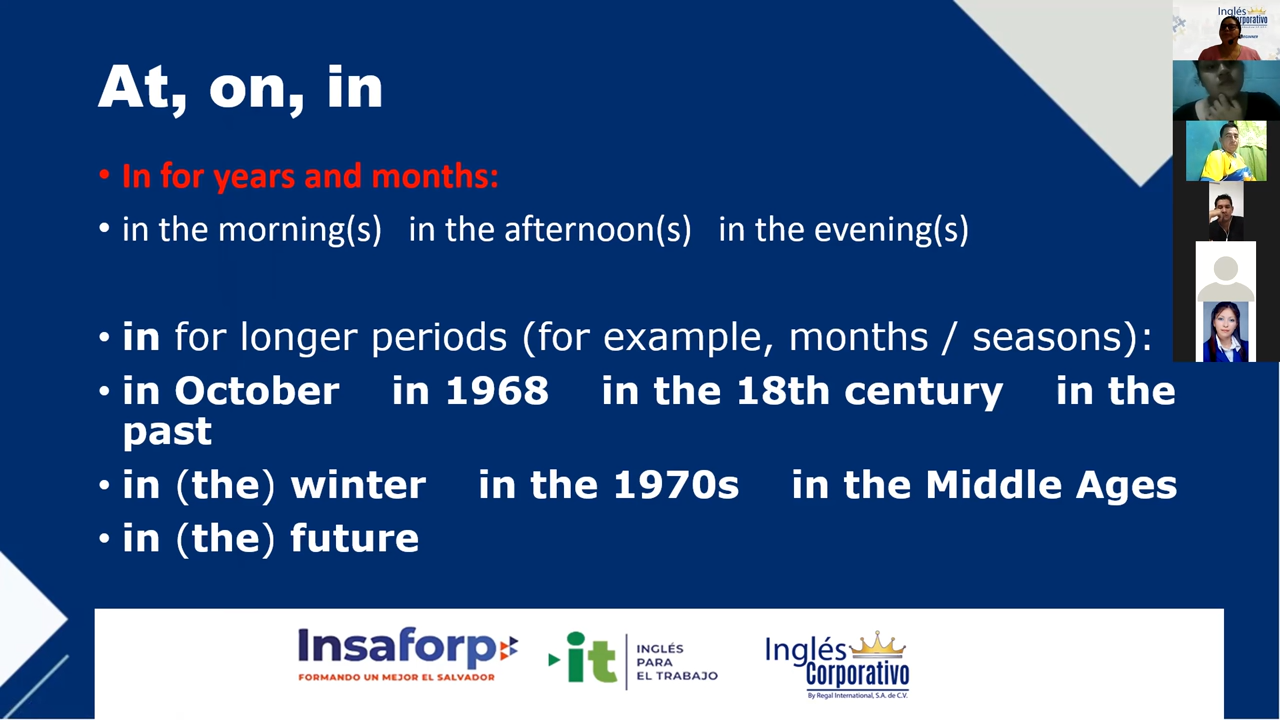 At, on, in
• In for years and months:
• in the morning(s) in the afternoon(s) in the evening(s)
• in for longer periods (for example, months / seasons):
• in October in 1968 in the 18th century in the
past
• in (the) winter in the 1970s in the Middle Ages
• in (the) future
Insaforp
FORMANDO UN MEJOR EL SALVADOR
it
INGLÉS
PARA
EL TRABAJO
Inglés
Corporativo
By Regal International, S.A. de C.V.
Inglés